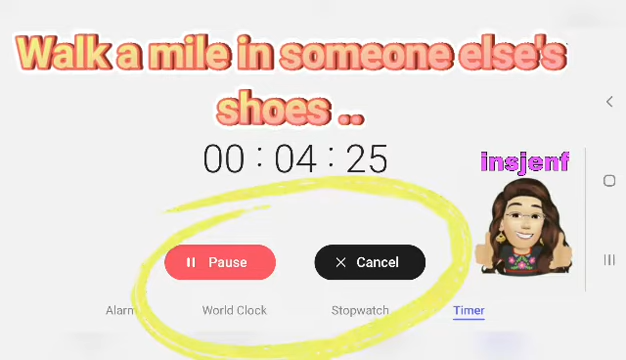 Walk a mile in someone else's
shoes ..
00 : 04 : 25
insjenf
Pause
Cancel
Alarm
World Clock
Stopwatch
Timer